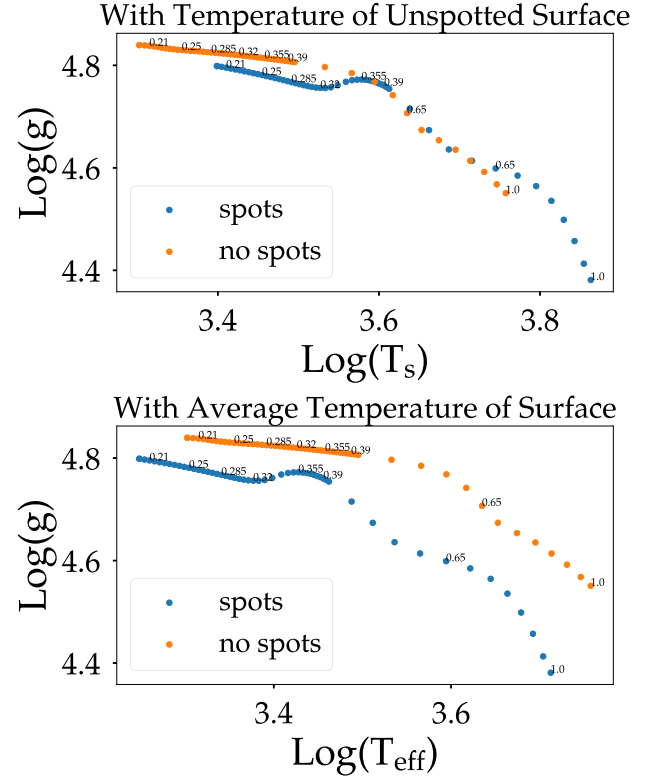 With Temperature of Unspotted Surface
0.21 0.25 0.285 0.32 0.355 0.39
0.21 0.25 0.285 0.32 0.355 0.39
0.65
0.65
1.0
1.0
4.8
4.6
4.4
Log(g)
spots
no spots
3.4 3.6 3.8
Log(Ts)
With Average Temperature of Surface
0.21 0.25 0.285 0.32 0.355 0.39
0.21 0.25 0.285 0.32 0.355 0.39
0.65
0.65
1.0
1.0
4.8
4.6
4.4
Log(g)
spots
no spots
3.4 3.6
Log(Teff)